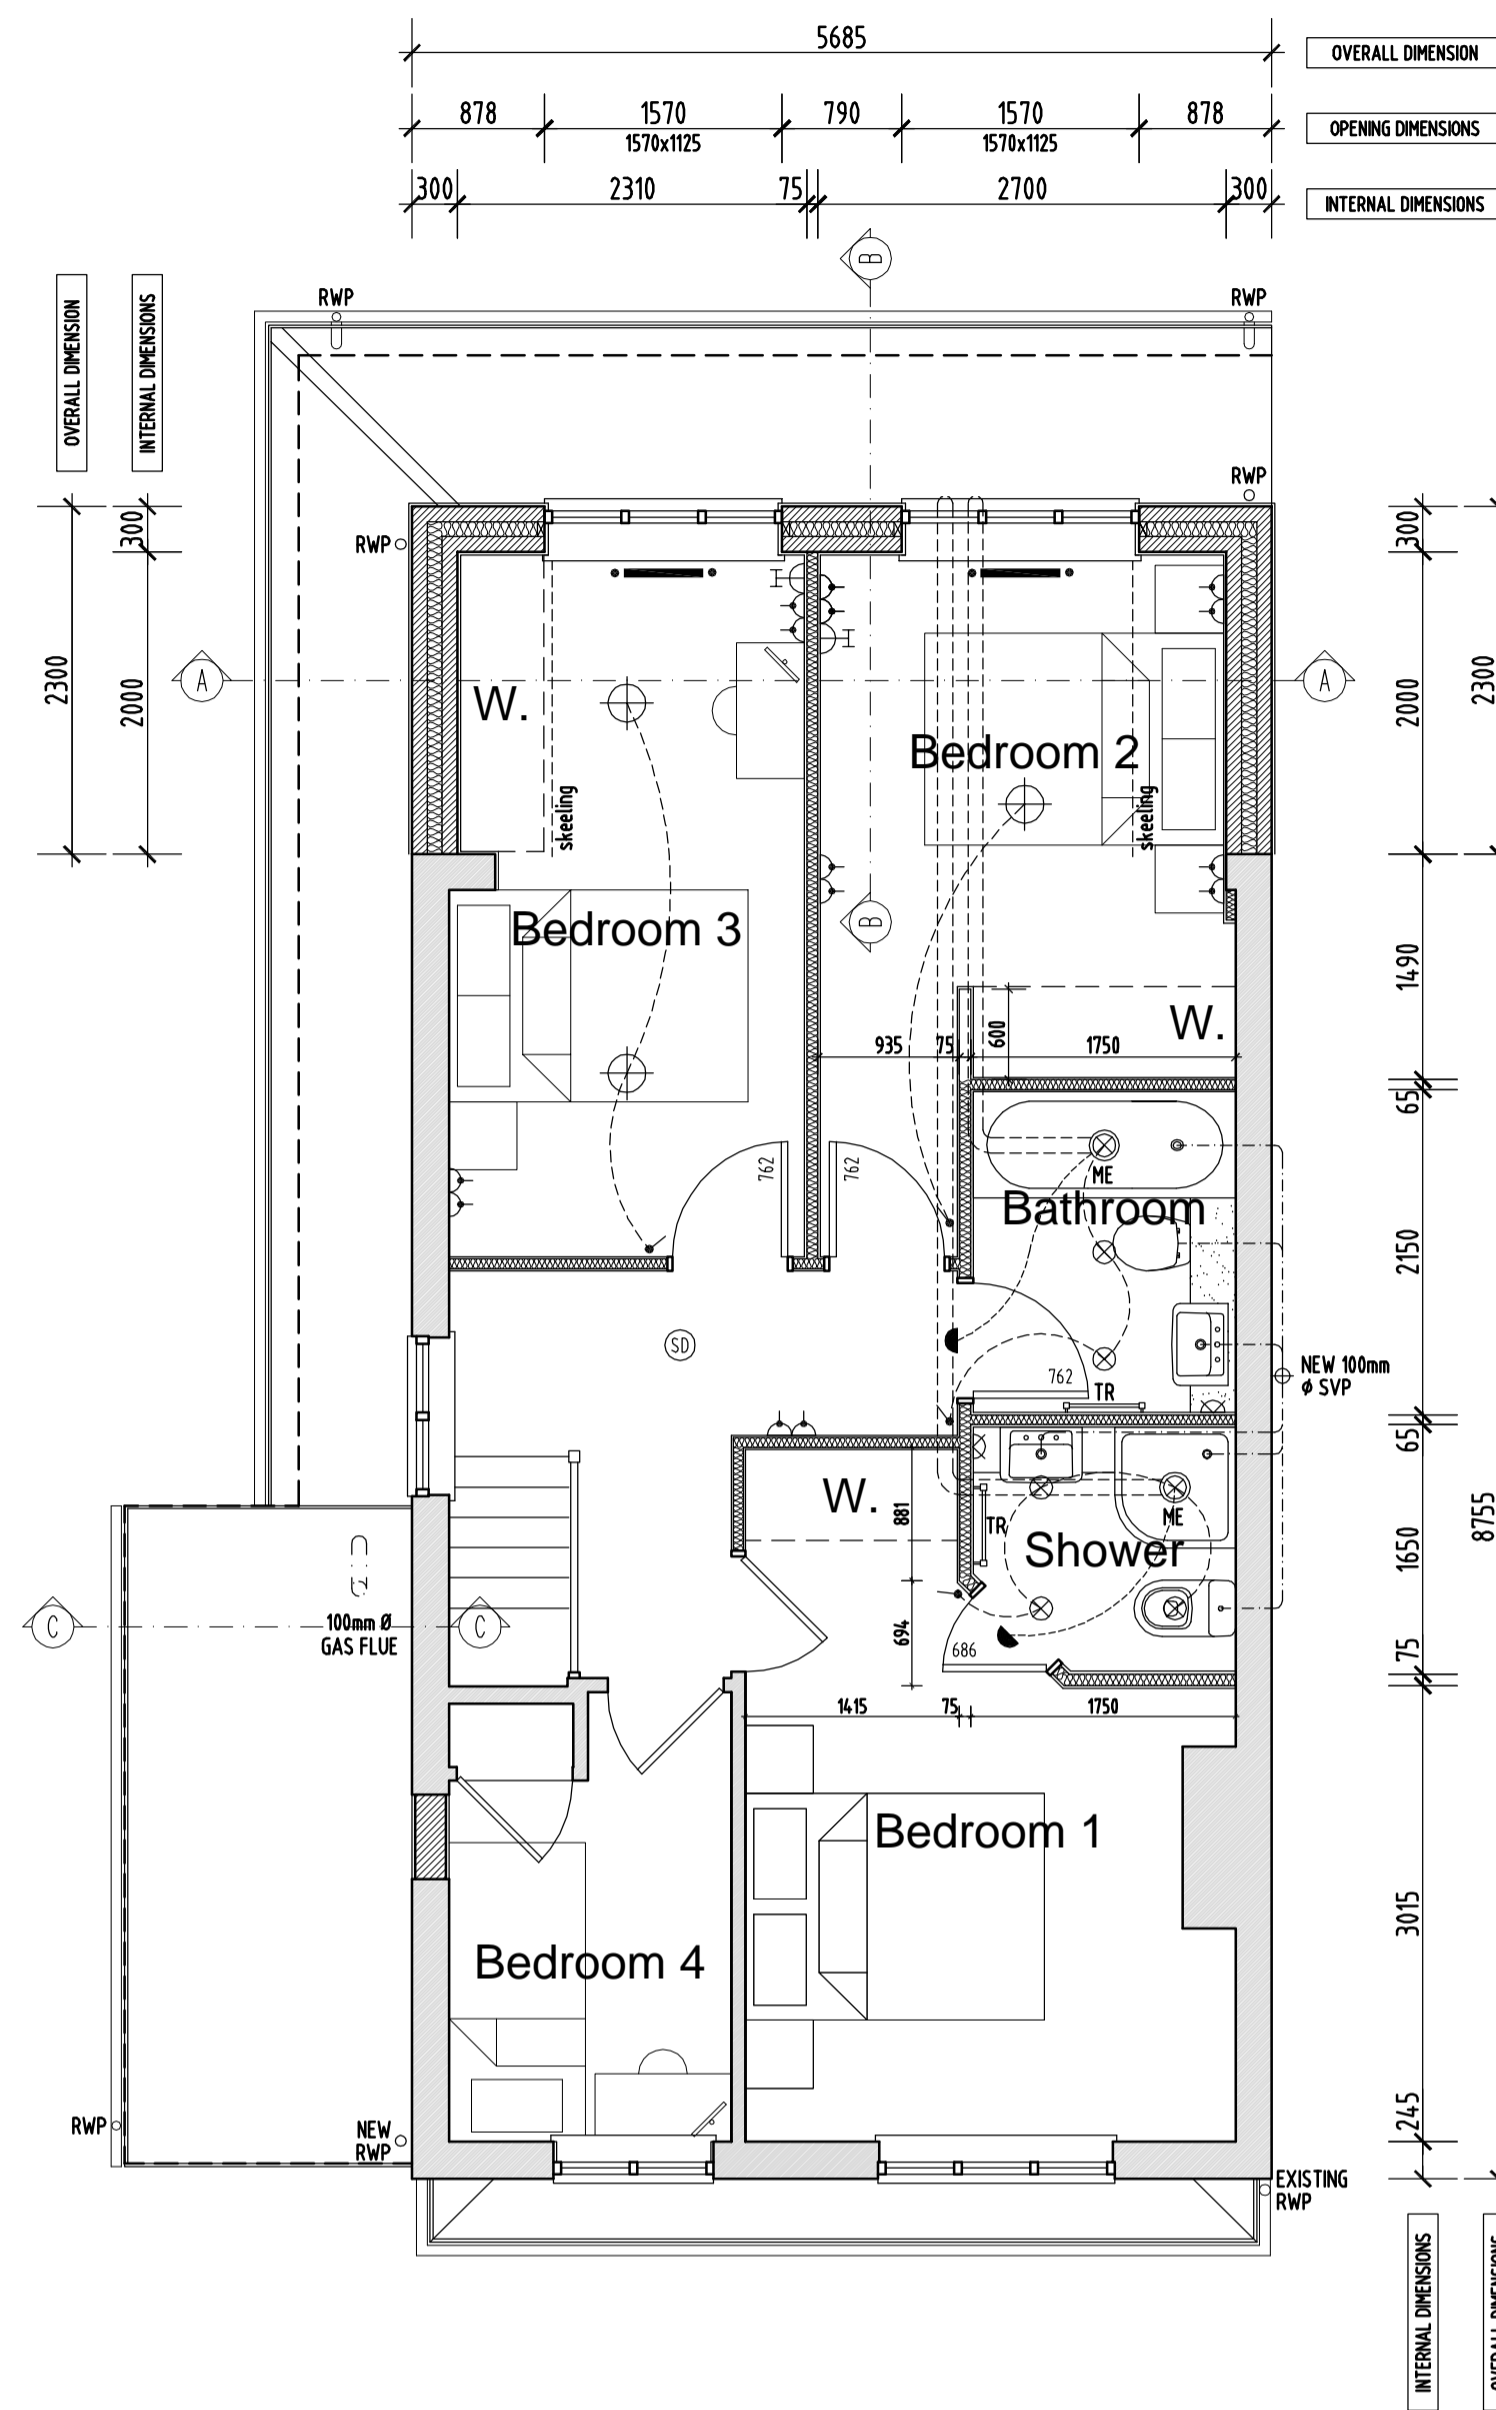 5685
OVERALL DIMENSION
878
1570
790
1570
878
1570x1125
1570x1125
OPENING DIMENSIONS
300
2310
75
2700
300
INTERNAL DIMENSIONS
B
OVERALL DIMENSION
INTERNAL DIMENSIONS
RWP
RWP
RWP
RWP
300
2300
2000
300
2000
2300
A
A
W.
Bedroom 2
skeeling
skeeling
Bedroom 3
B
1490
W.
935
75
600
1750
65
762
762
ME
Bathroom
2150
SD
762
TR
NEW 100mm
ϕ SVP
65
W.
881
TR
ME
Shower
1650
8755
C
100mm Ø
GAS FLUE
C
694
686
75
1415
75
1750
Bedroom 1
3015
Bedroom 4
RWP
NEW
RWP
245
EXISTING
RWP
INTERNAL DIMENSIONS
OVERALL DIMENSIONS